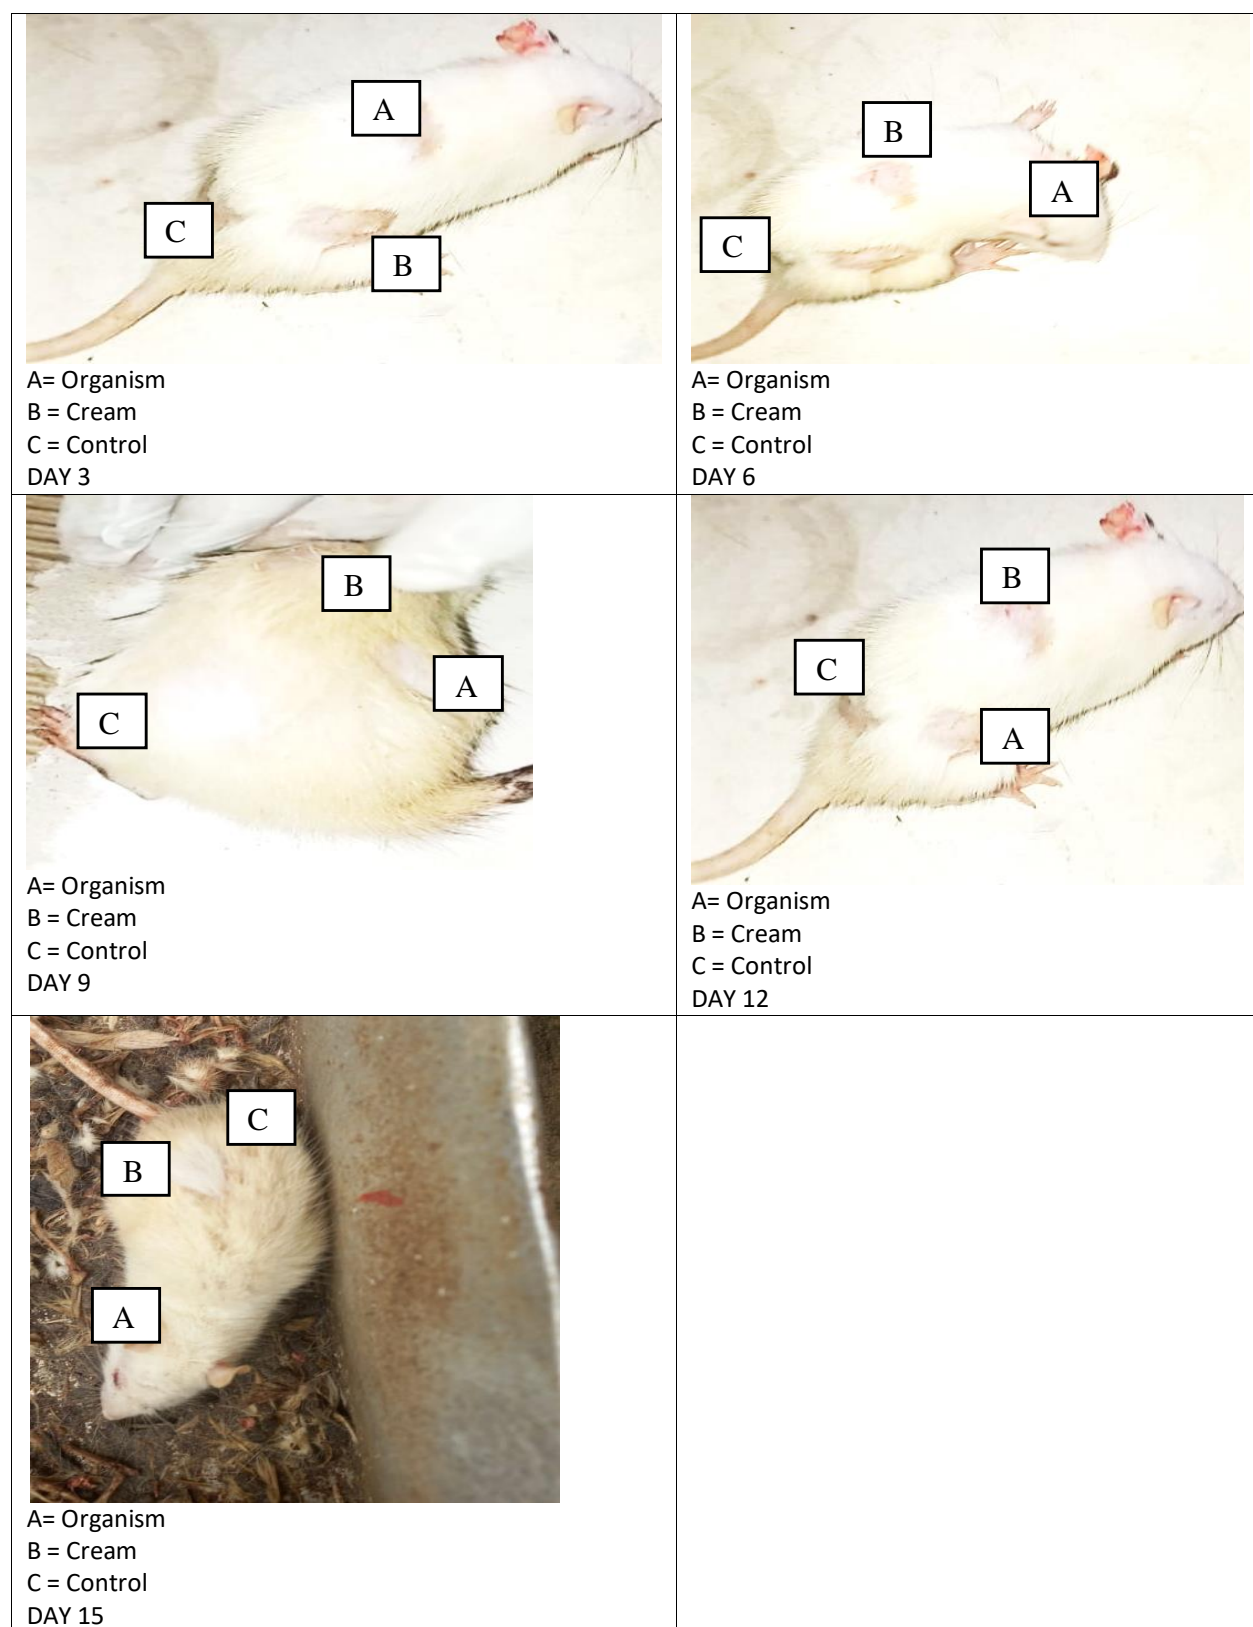 A
C
B
A= Organism
B = Cream
C = Control
DAY 3
B
A
C
A= Organism
B = Cream
C = Control
DAY 6
B
A
C
A= Organism
B = Cream
C = Control
DAY 9
B
C
A
A= Organism
B = Cream
C = Control
DAY 12
C
B
A
A= Organism
B = Cream
C = Control
DAY 15